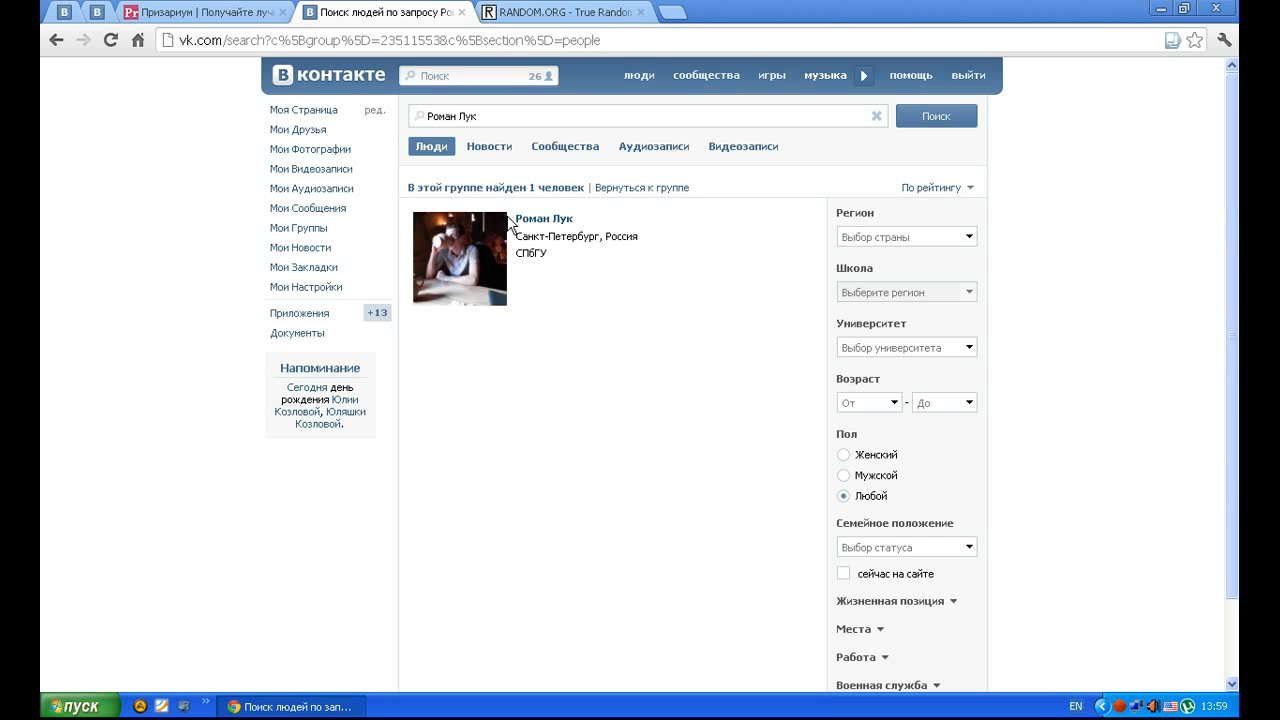 Призариум | Получайте луч
Поиск людей по запросу Ро
RANDOM.ORG - True Random
vk.com/search?c%5Bgroup%5D=23511553&c%5Bsection%5D=people
В контакте
Поиск
26
люди
сообщества
игры
музыка
помощь
выйти
Моя Страница
ред.
Мои Друзья
Мои Фотографии
Мои Видеозаписи
Мои Аудиозаписи
Мои Сообщения
Мои Группы
Мои Новости
Мои Закладки
Мои Настройки
Приложения
+13
Документы
Напоминание
Сегодня день
рождения Юлии
Козловой, Юляшки
Козловой.
Роман Лук
Поиск
Люди
Новости
Сообщества
Аудиозаписи
Видеозаписи
В этой группе найден 1 человек | Вернуться к группе
По рейтингу
Роман Лук
Санкт-Петербург, Россия
СПбГУ
Регион
Выбор страны
Школа
Выберите регион
Университет
Выбор университета
Возраст
От - До
Пол
Женский
Мужской
Любой
Семейное положение
Выбор статуса
сейчас на сайте
Жизненная позиция
Места
Работа
Военная служба
пуск
Поиск людей по зап...
EN
13:59